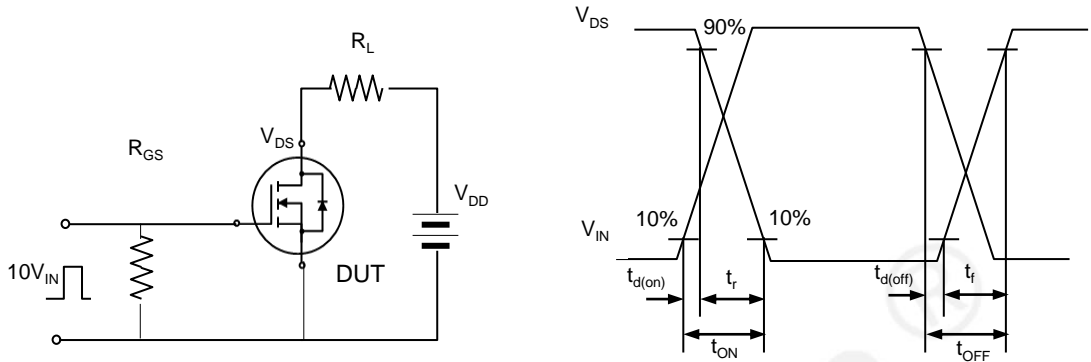 R_L
V_DS
R_GS
V_DD
10V_IN
DUT
V_DS
90%
10%
10%
V_IN
t_d(on)
t_r
t_d(off)
t_f
t_ON
t_OFF